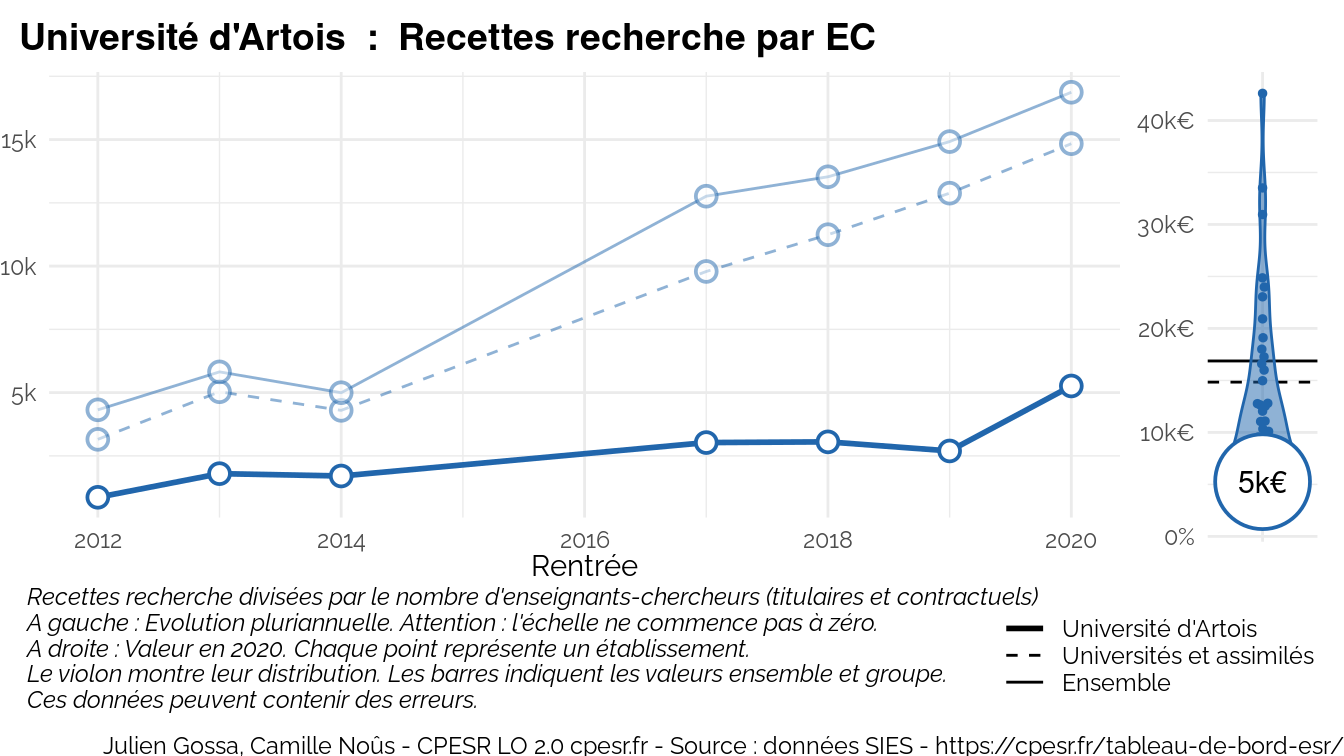 Université d'Artois : Recettes recherche par EC
15k
10k
5k
2012 2014 2016 2018 2020
Rentrée
40k€
30k€
20k€
10k€
5k€
0%
Recettes recherche divisées par le nombre d'enseignants-chercheurs (titulaires et contractuels)
A gauche : Evolution pluriannuelle. Attention : l'échelle ne commence pas à zéro.
A droite : Valeur en 2020. Chaque point représente un établissement.
Le violon montre leur distribution. Les barres indiquent les valeurs ensemble et groupe.
Ces données peuvent contenir des erreurs.
Université d'Artois
Universités et assimilés
Ensemble
Julien Gossa, Camille Noûs - CPESR LO 2.0 cpesr.fr - Source : données SIES - https://cpesr.fr/tableau-de-bord-esr/